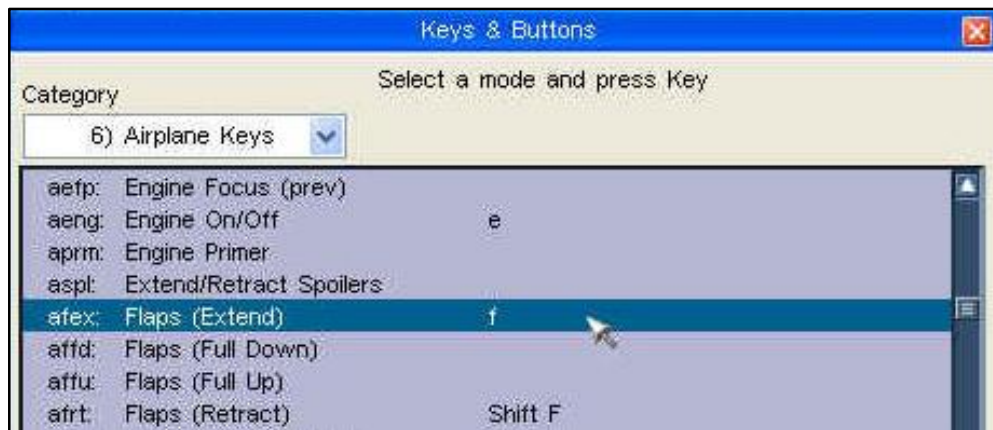 Keys & Buttons
Select a mode and press Key
Category
6) Airplane Keys
aefp: Engine Focus (prev)
aeng: Engine On/Off e
aprm: Engine Primer
aspl: Extend/Retract Spoilers
afex: Flaps (Extend) f
affd: Flaps (Full Down)
affu: Flaps (Full Up)
afrt: Flaps (Retract) Shift F